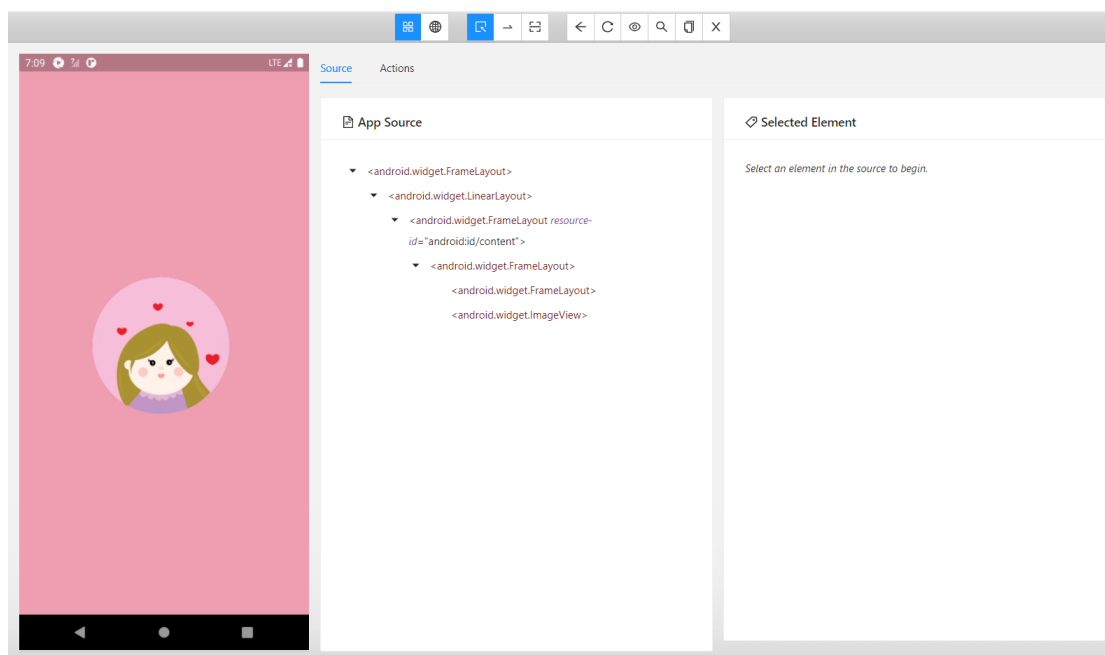 7:09
LTE
Source
Actions
App Source
<android.widget.FrameLayout>
<android.widget.LinearLayout>
<android.widget.FrameLayout resource-
id="android:id/content">
<android.widget.FrameLayout>
<android.widget.FrameLayout>
<android.widget.ImageView>
Selected Element
Select an element in the source to begin.